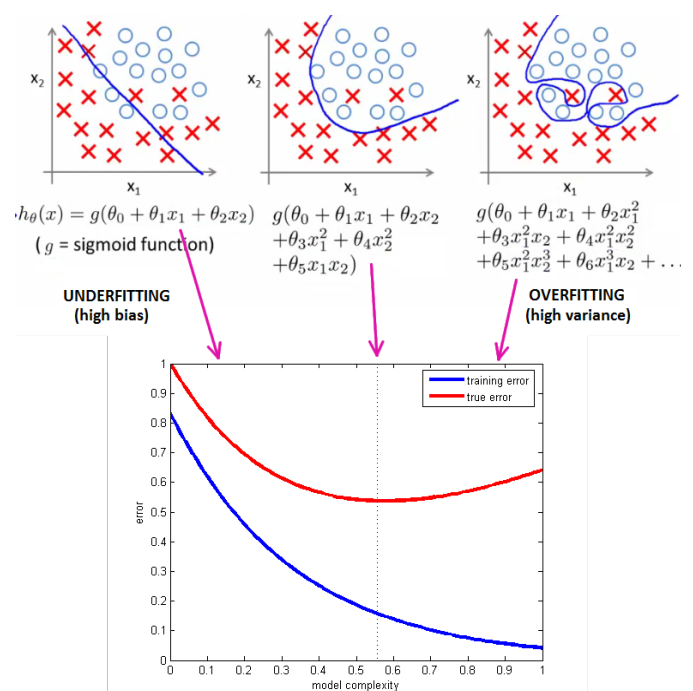 x₂
x₁
x₂
x₁
x₂
x₁
hθ(x) = g(θ₀ + θ₁x₁ + θ₂x₂)
( g = sigmoid function)
g(θ₀ + θ₁x₁ + θ₂x₂
+θ₃x₁² + θ₄x₂²
+θ₅x₁x₂)
g(θ₀ + θ₁x₁ + θ₂x₁²
+θ₃x₁²x₂ + θ₄x₁²x₂²
+θ₅x₁²x₂³ + θ₆x₁³x₂ + …
UNDERFITTING
(high bias)
OVERFITTING
(high variance)
training error
true error
1
0.9
0.8
0.7
0.6
0.5
0.4
0.3
0.2
0.1
0
error
0 0.1 0.2 0.3 0.4 0.5 0.6 0.7 0.8 0.9 1
model complexity